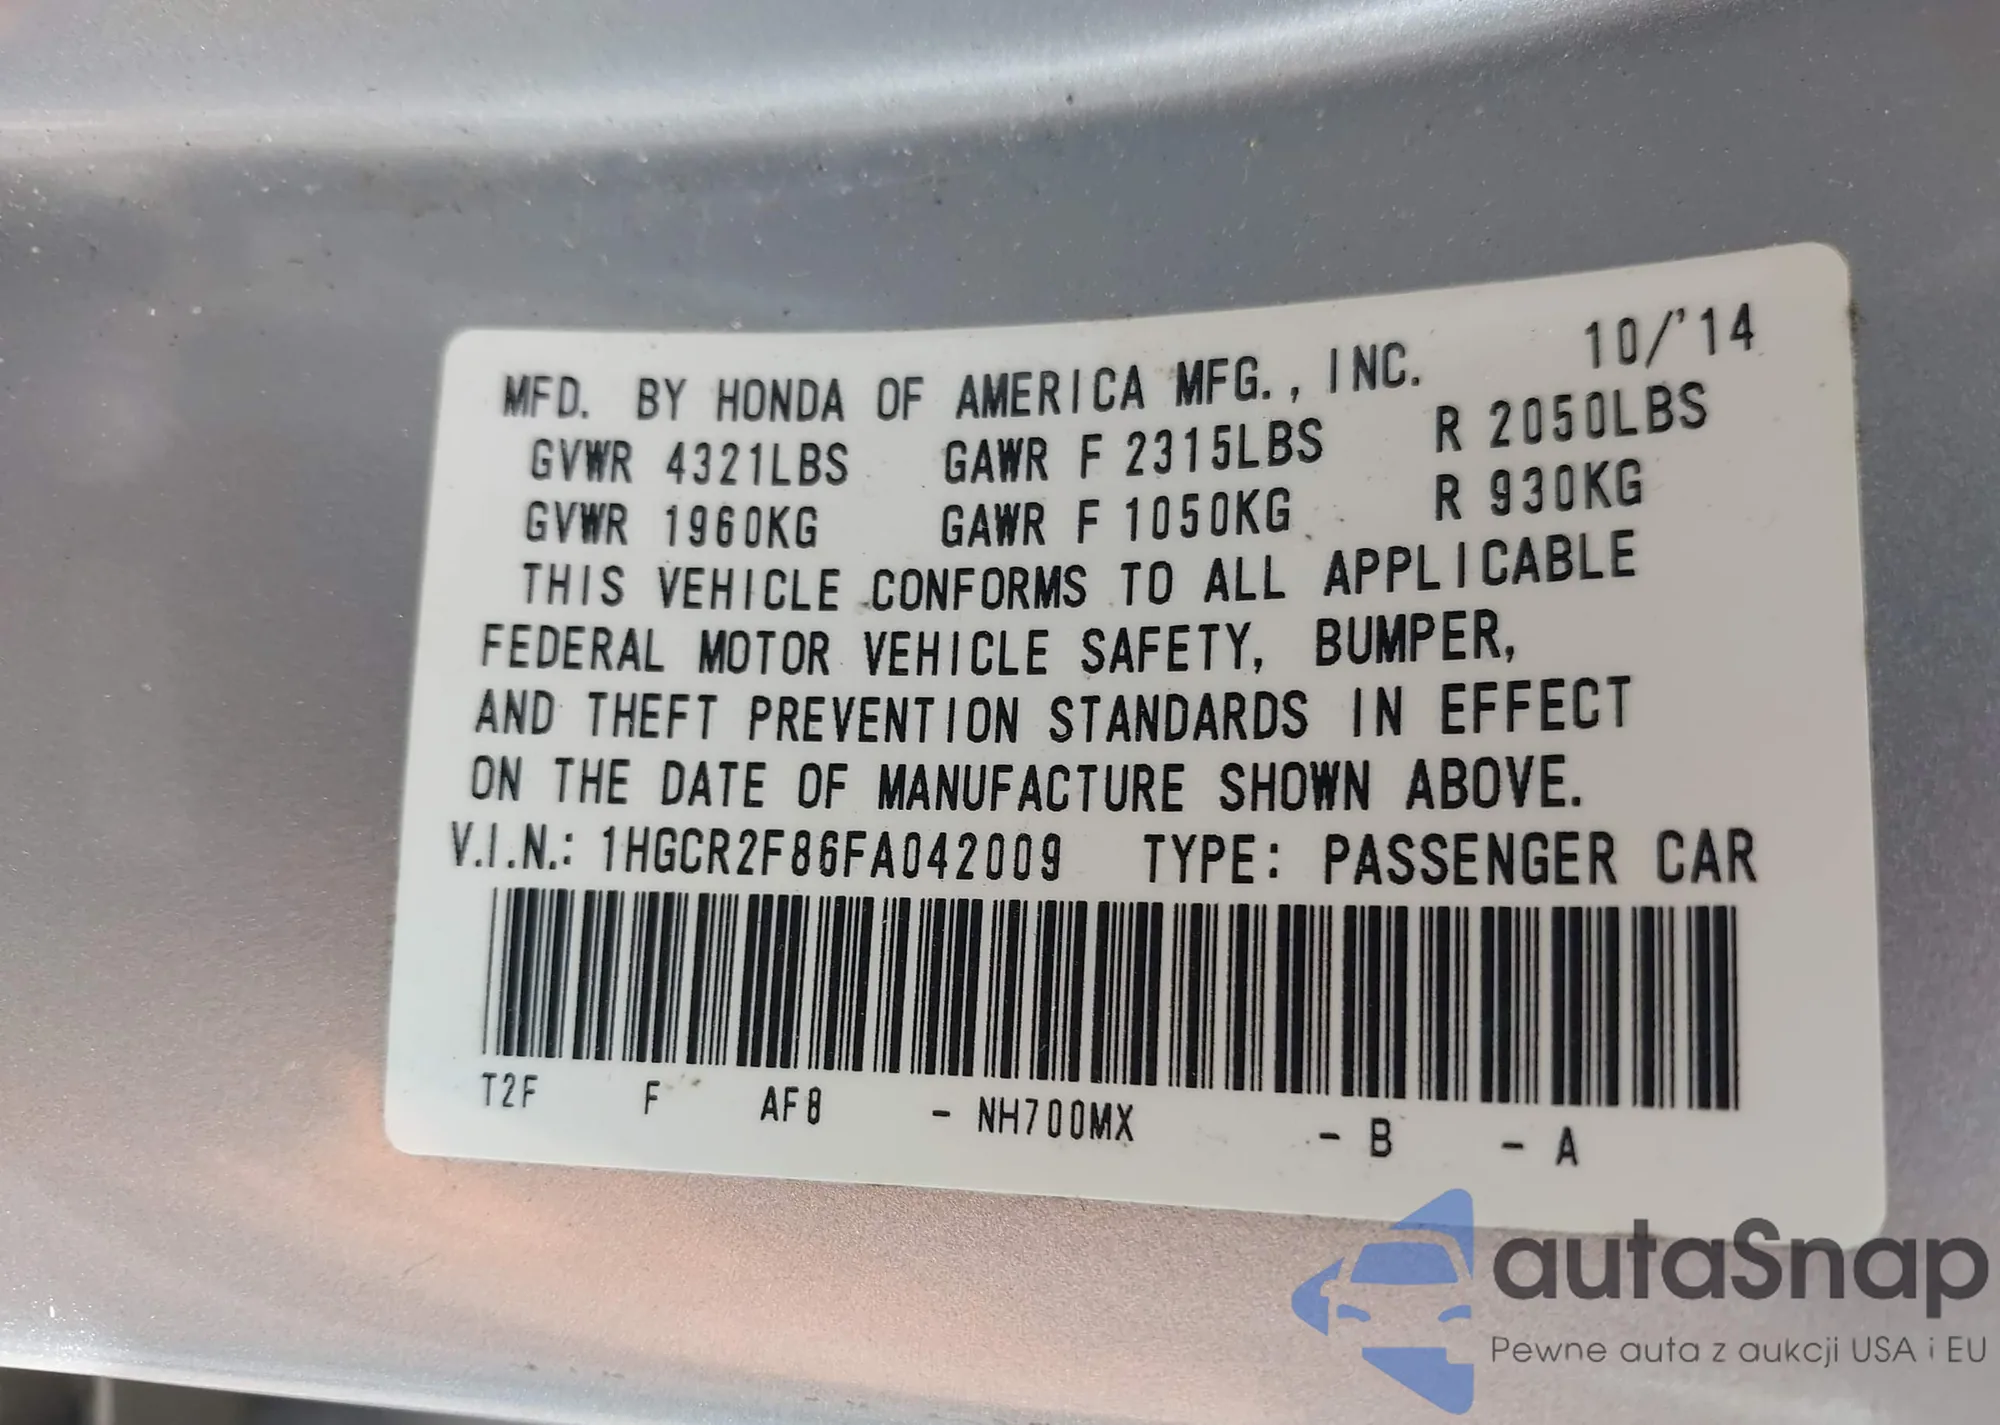 MFD. BY HONDA OF AMERICA MFG., INC. 10/'14
GVWR 4321LBS GAWR F 2315LBS R 2050LBS
GVWR 1960KG GAWR F 1050KG R 930KG
THIS VEHICLE CONFORMS TO ALL APPLICABLE
FEDERAL MOTOR VEHICLE SAFETY, BUMPER,
AND THEFT PREVENTION STANDARDS IN EFFECT
ON THE DATE OF MANUFACTURE SHOWN ABOVE.
V.I.N.: 1HGCR2F86FA042009 TYPE: PASSENGER CAR
T2F F AF8 - NH700MX - B - A
autaSnap
Pewne auta z aukcji USA i EU